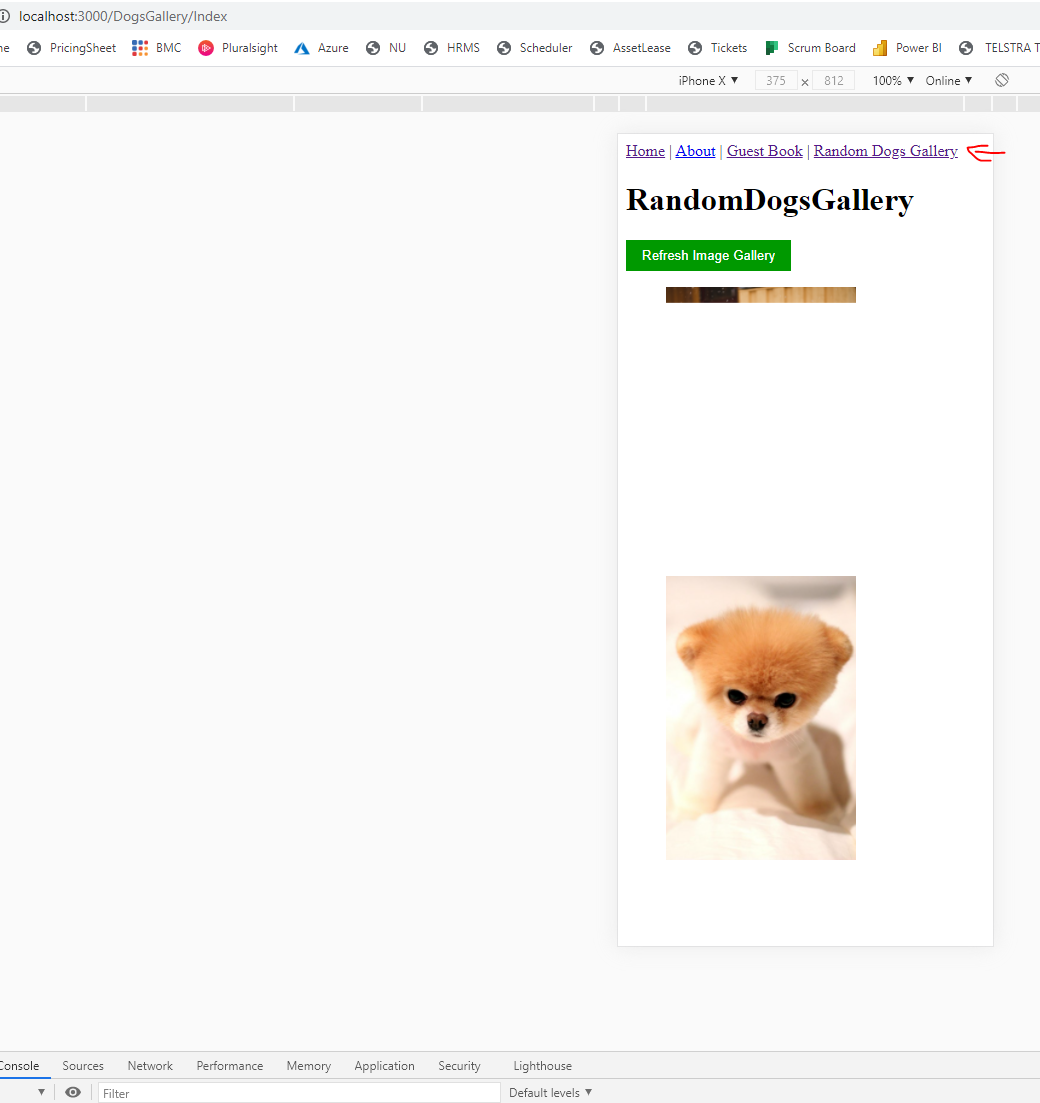 localhost:3000/DogsGallery/Index
PricingSheet BMC Pluralsight Azure NU HRMS Scheduler AssetLease Tickets Scrum Board Power BI TELSTRA T
iPhone X ▼ 375 x 812 100% ▼ Online ▼
Home | About | Guest Book | Random Dogs Gallery
RandomDogsGallery
Refresh Image Gallery
Console Sources Network Performance Memory Application Security Lighthouse
Filter Default levels ▼